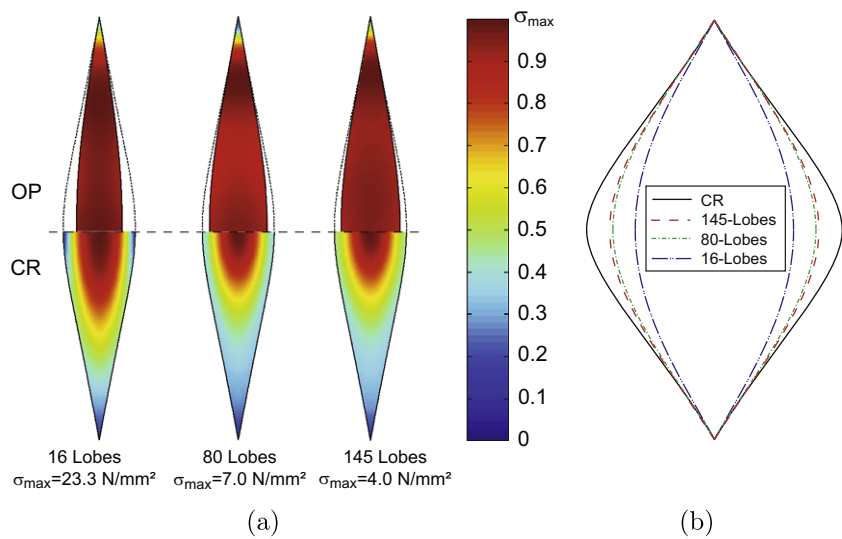 σmax
0.9
0.8
0.7
0.6
0.5
0.4
0.3
0.2
0.1
0
OP
CR
16 Lobes
σmax=23.3 N/mm²
80 Lobes
σmax=7.0 N/mm²
145 Lobes
σmax=4.0 N/mm²
(a)
CR
145-Lobes
80-Lobes
16-Lobes
(b)